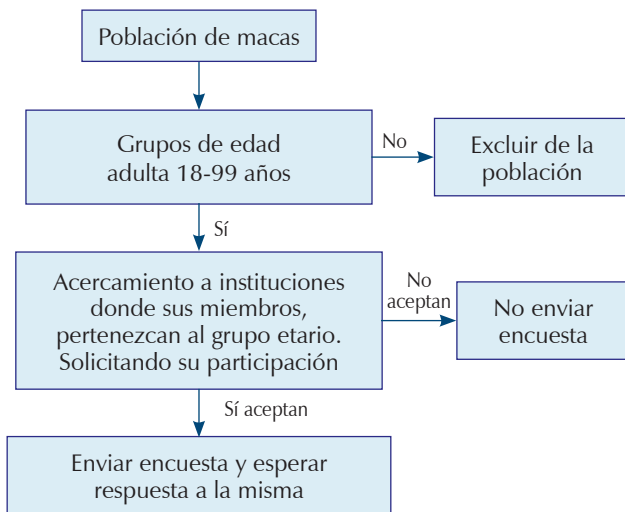 Población de macas
Grupos de edad
adulta 18-99 años
No
Excluir de la
población
Sí
Acercamiento a instituciones
donde sus miembros,
pertenezcan al grupo etario.
Solicitando su participación
No
aceptan
No enviar
encuesta
Sí aceptan
Enviar encuesta y esperar
respuesta a la misma